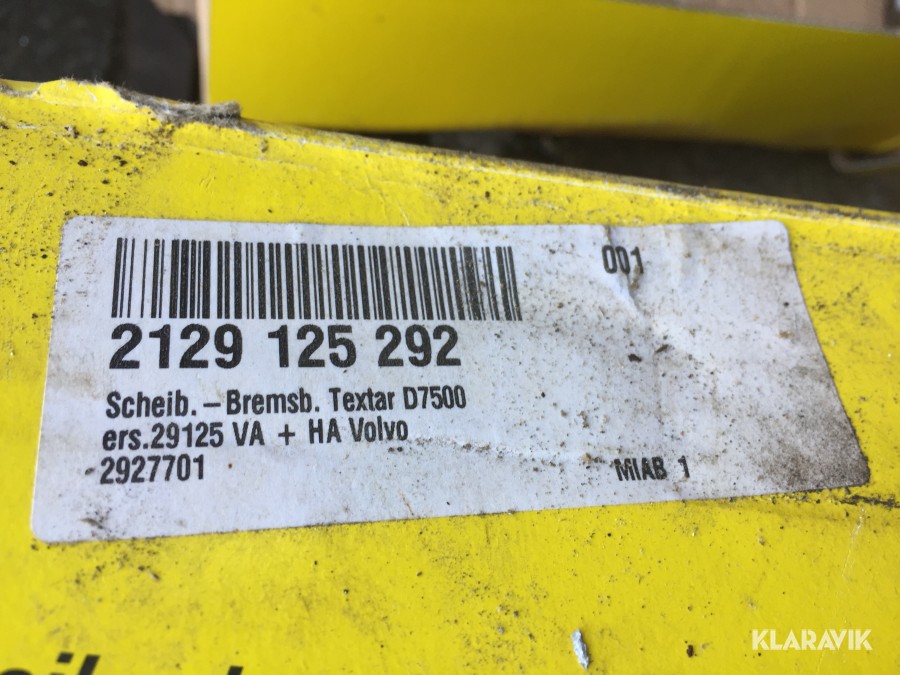 001
2129 125 292
Scheib.-Bremsb. Textar D7500
ers.29125 VA + HA Volvo
2927701
MIAB 1
KLARAVIK